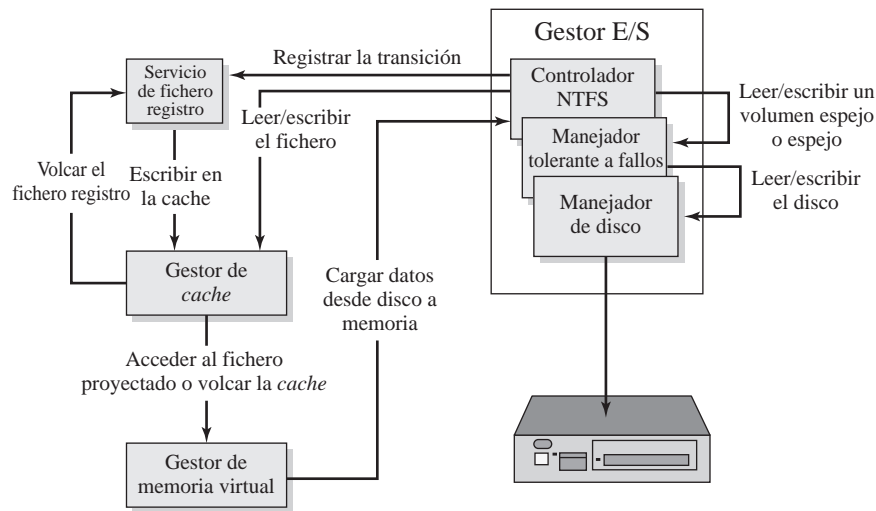 Gestor E/S
Registrar la transición
Servicio
de fichero
registro
Controlador
NTFS
Leer/escribir
el fichero
Leer/escribir un
volumen espejo
o espejo
Manejador
tolerante a fallos
Volcar el
fichero registro
Escribir en
la cache
Leer/escribir
el disco
Manejador
de disco
Gestor de
cache
Cargar datos
desde disco a
memoria
Acceder al fichero
proyectado o volcar la cache
Gestor de
memoria virtual